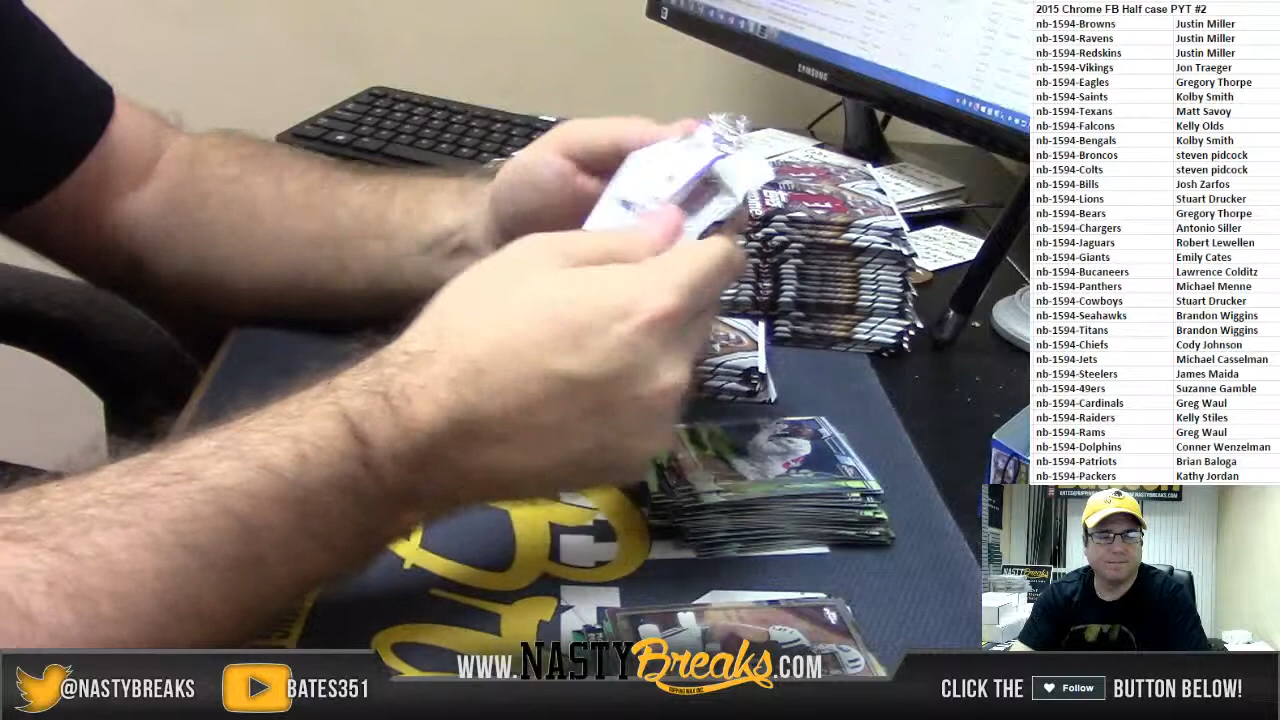 2015 Chrome FB Half case PYT #2
nb-1594-Browns Justin Miller
nb-1594-Ravens Justin Miller
nb-1594-Redskins Justin Miller
nb-1594-Vikings Jon Traeger
nb-1594-Eagles Gregory Thorpe
nb-1594-Saints Kolby Smith
nb-1594-Texans Matt Savoy
nb-1594-Falcons Kelly Olds
nb-1594-Bengals Kolby Smith
nb-1594-Broncos steven pidcock
nb-1594-Colts steven pidcock
nb-1594-Bills Josh Zarfos
nb-1594-Lions Stuart Drucker
nb-1594-Bears Gregory Thorpe
nb-1594-Chargers Antonio Siller
nb-1594-Jaguars Robert Lewellen
nb-1594-Giants Emily Cates
nb-1594-Bucaneers Lawrence Colditz
nb-1594-Panthers Michael Menne
nb-1594-Cowboys Stuart Drucker
nb-1594-Seahawks Brandon Wiggins
nb-1594-Titans Brandon Wiggins
nb-1594-Chiefs Cody Johnson
nb-1594-Jets Michael Casselman
nb-1594-Steelers James Maida
nb-1594-49ers Suzanne Gamble
nb-1594-Cardinals Greg Waul
nb-1594-Raiders Kelly Stiles
nb-1594-Rams Greg Waul
nb-1594-Dolphins Conner Wenzelman
nb-1594-Patriots Brian Baloga
nb-1594-Packers Kathy Jordan
SAMSUNG
NASTY Breaks
@NASTYBREAKS
BATES351
WWW.NASTYBreaks.COM
RIPPING WAX INC.
CLICK THE Follow BUTTON BELOW!